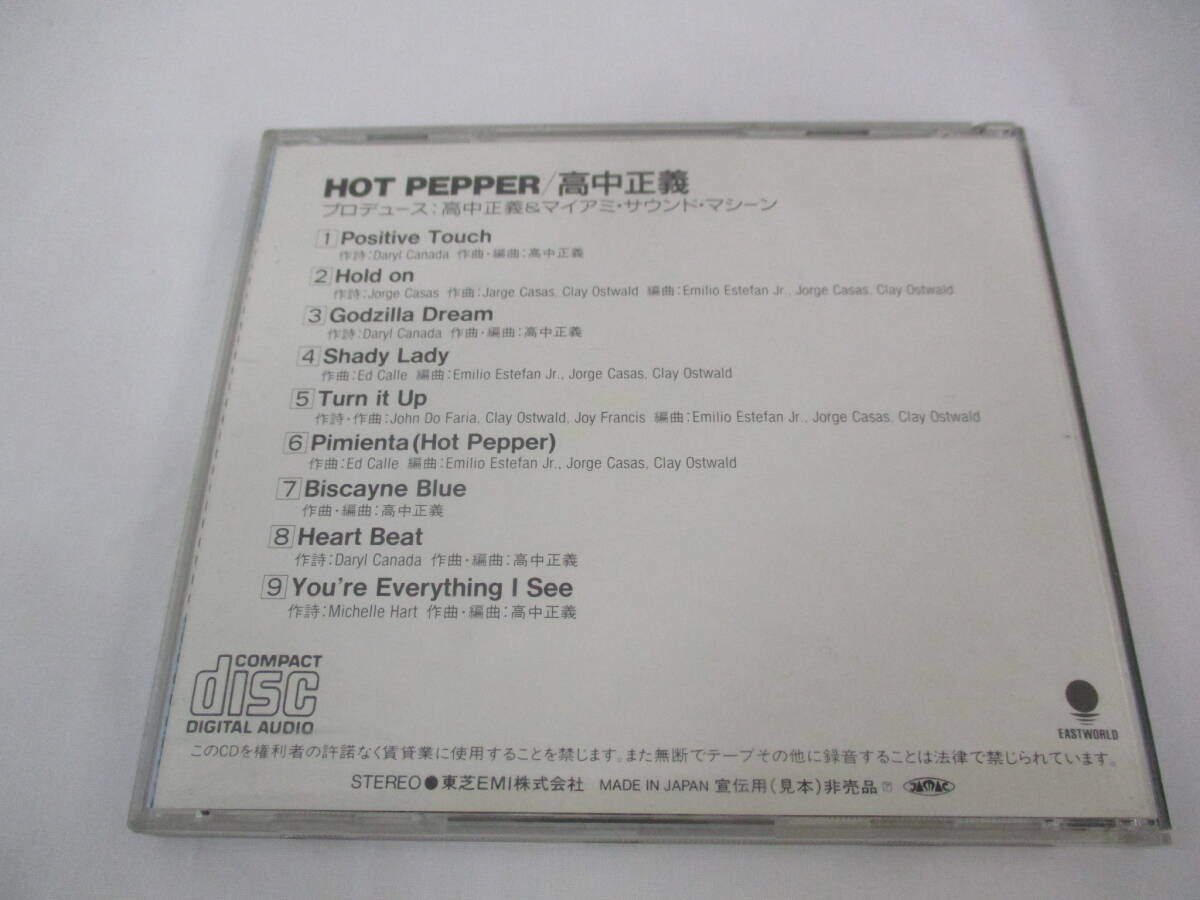 HOT PEPPER/高中正義
プロデュース:高中正義&マイアミ・サウンド・マシーン
1 Positive Touch
作詩:Daryl Canada 作曲・編曲:高中正義
2 Hold on
作詩:Jorge Casas 作曲:Jarge Casas, Clay Ostwald 編曲:Emilio Estefan Jr., Jorge Casas, Clay Ostwald
3 Godzilla Dream
作詩:Daryl Canada 作曲・編曲:高中正義
4 Shady Lady
作曲:Ed Calle 編曲:Emilio Estefan Jr., Jorge Casas, Clay Ostwald
5 Turn it Up
作詩・作曲:John Do Faria, Clay Ostwald, Joy Francis 編曲:Emilio Estefan Jr., Jorge Casas, Clay Ostwald
6 Pimienta (Hot Pepper)
作曲:Ed Calle 編曲:Emilio Estefan Jr., Jorge Casas, Clay Ostwald
7 Biscayne Blue
作曲・編曲:高中正義
8 Heart Beat
作詩:Daryl Canada 作曲・編曲:高中正義
9 You're Everything I See
作詩:Michelle Hart 作曲・編曲:高中正義
COMPACT
disc
DIGITAL AUDIO
EASTWORLD
このCDを権利者の許諾なく賃貸業に使用することを禁じます。また無断でテープその他に録音することは法律で禁じられています。
STEREO●東芝EMI株式会社 MADE IN JAPAN 宣伝用(見本)非売品 JASRAC